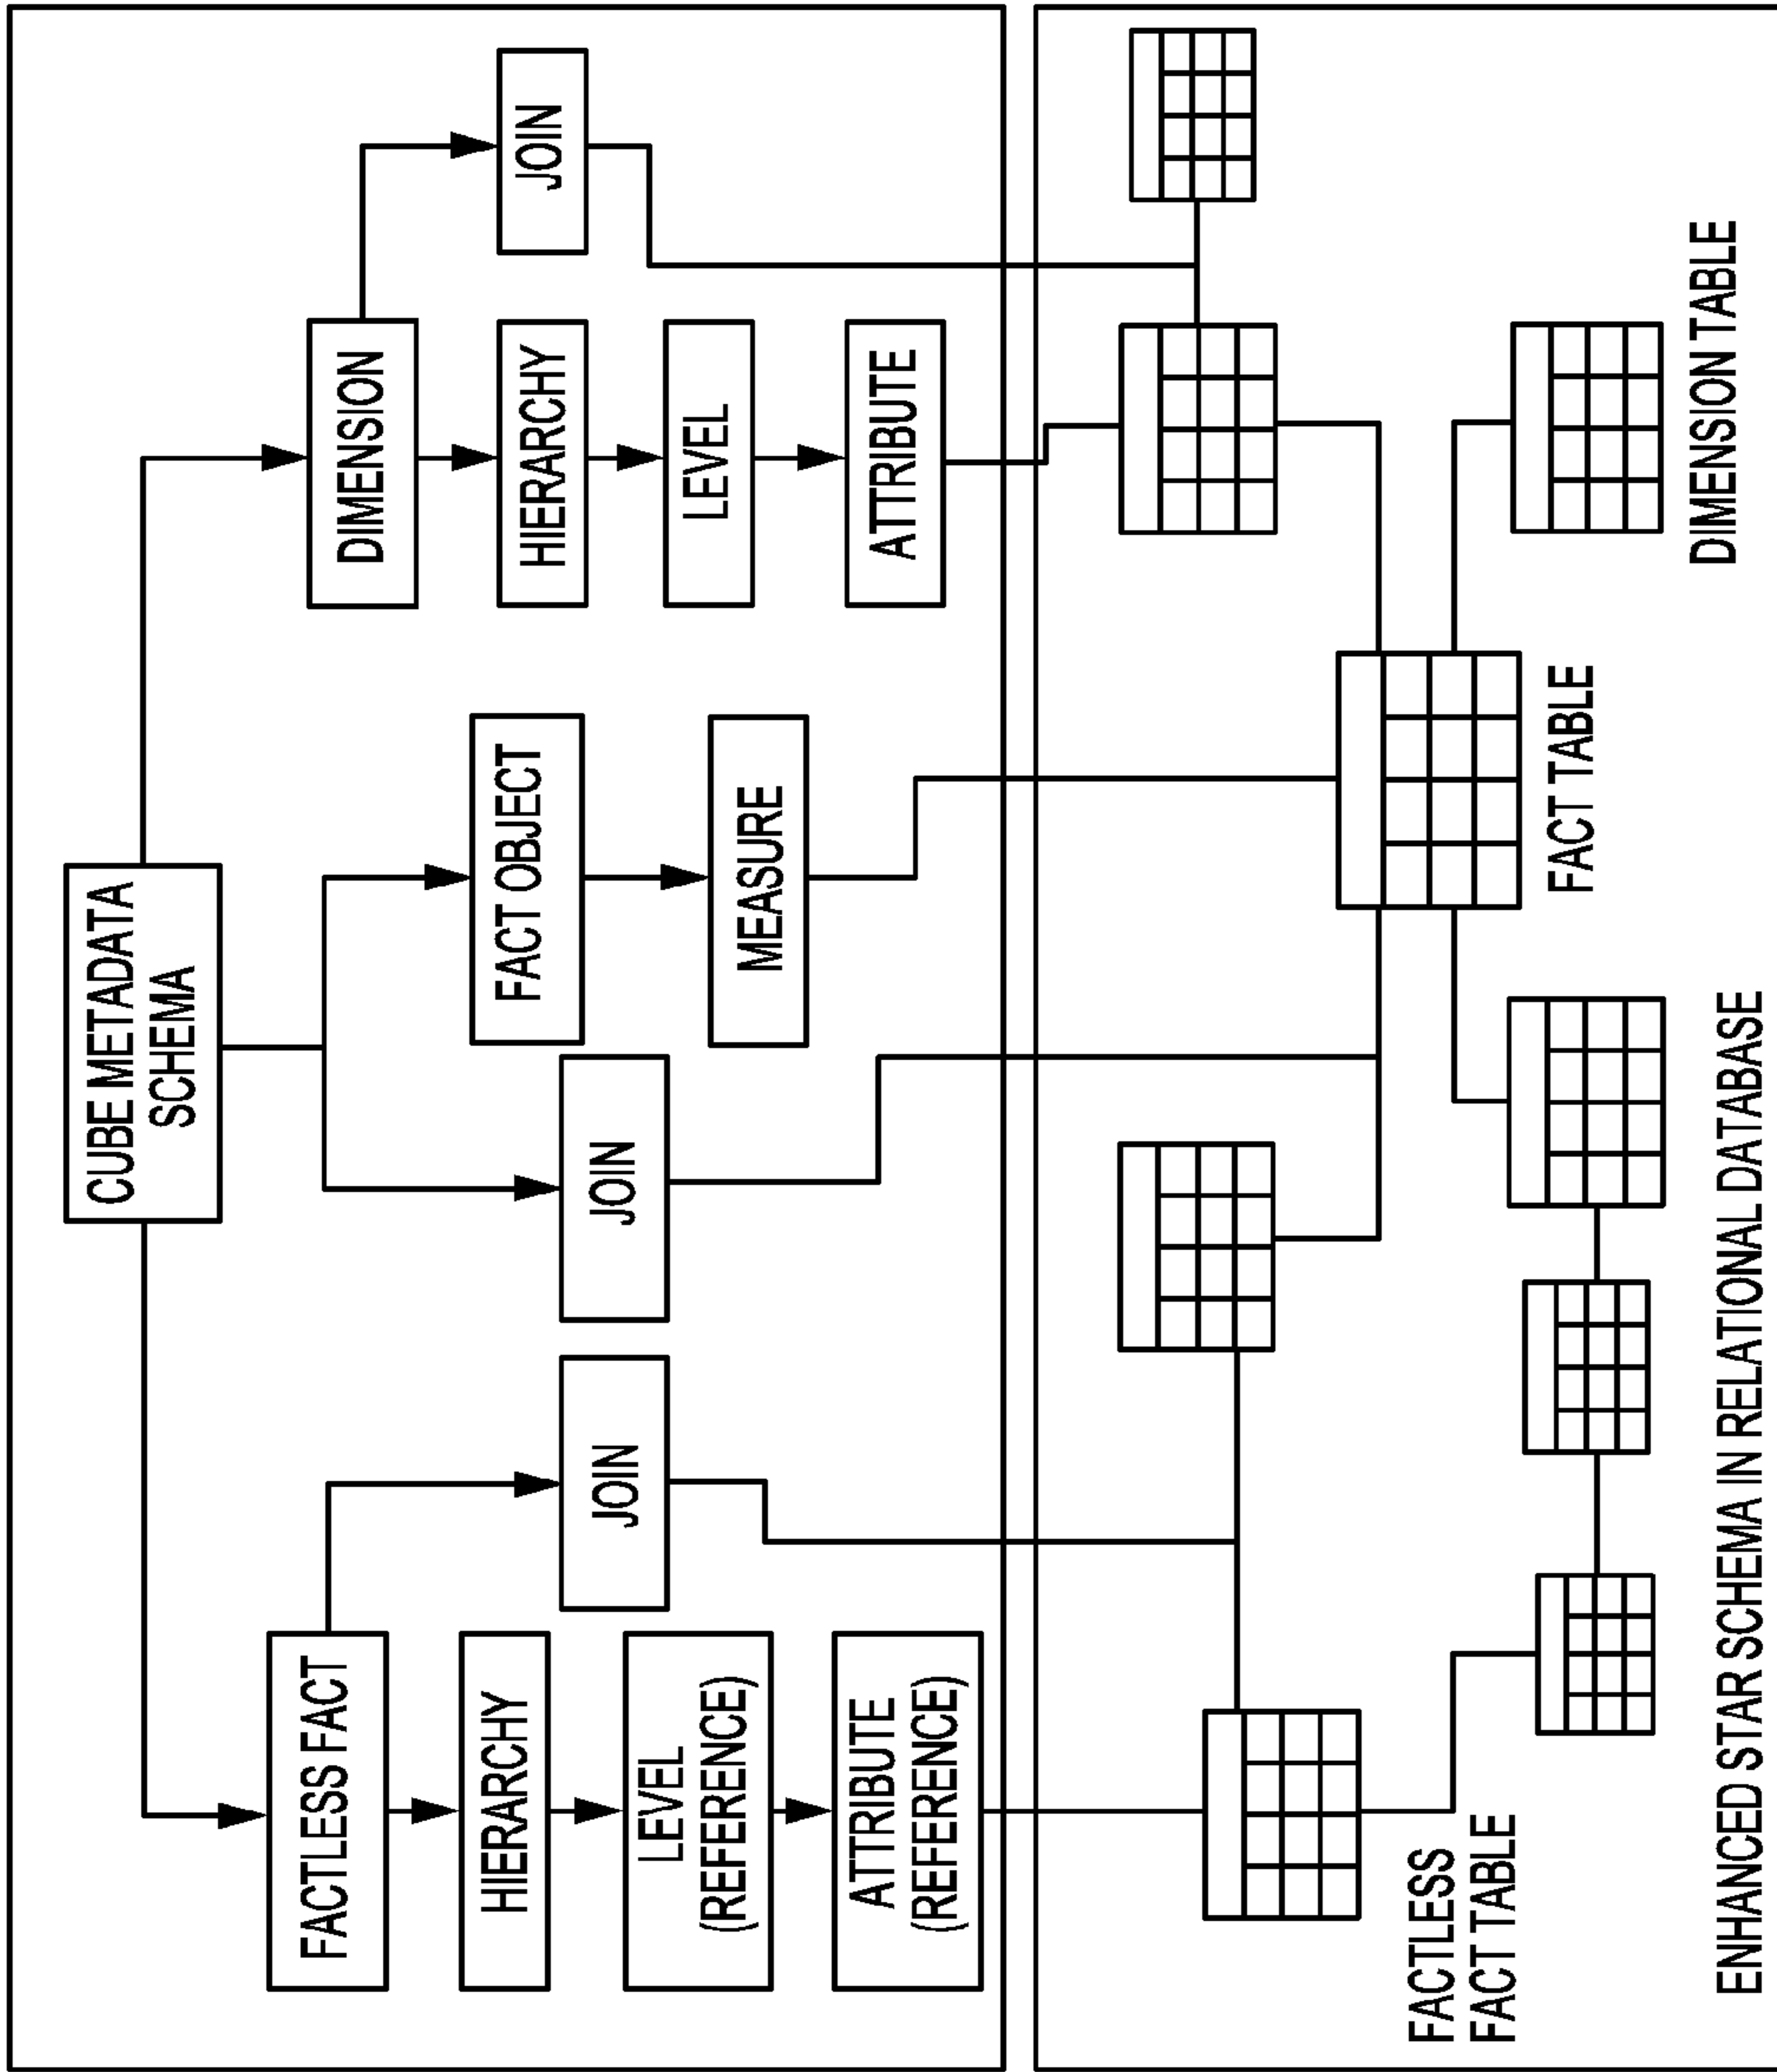 CUBE METADATA
SCHEMA
FACTLESS FACT
HIERARCHY
LEVEL
(REFERENCE)
ATTRIBUTE
(REFERENCE)
JOIN
JOIN
FACT OBJECT
MEASURE
DIMENSION
HIERARCHY
LEVEL
ATTRIBUTE
JOIN
FACTLESS
FACT TABLE
FACT TABLE
DIMENSION TABLE
ENHANCED STAR SCHEMA IN RELATIONAL DATABASE